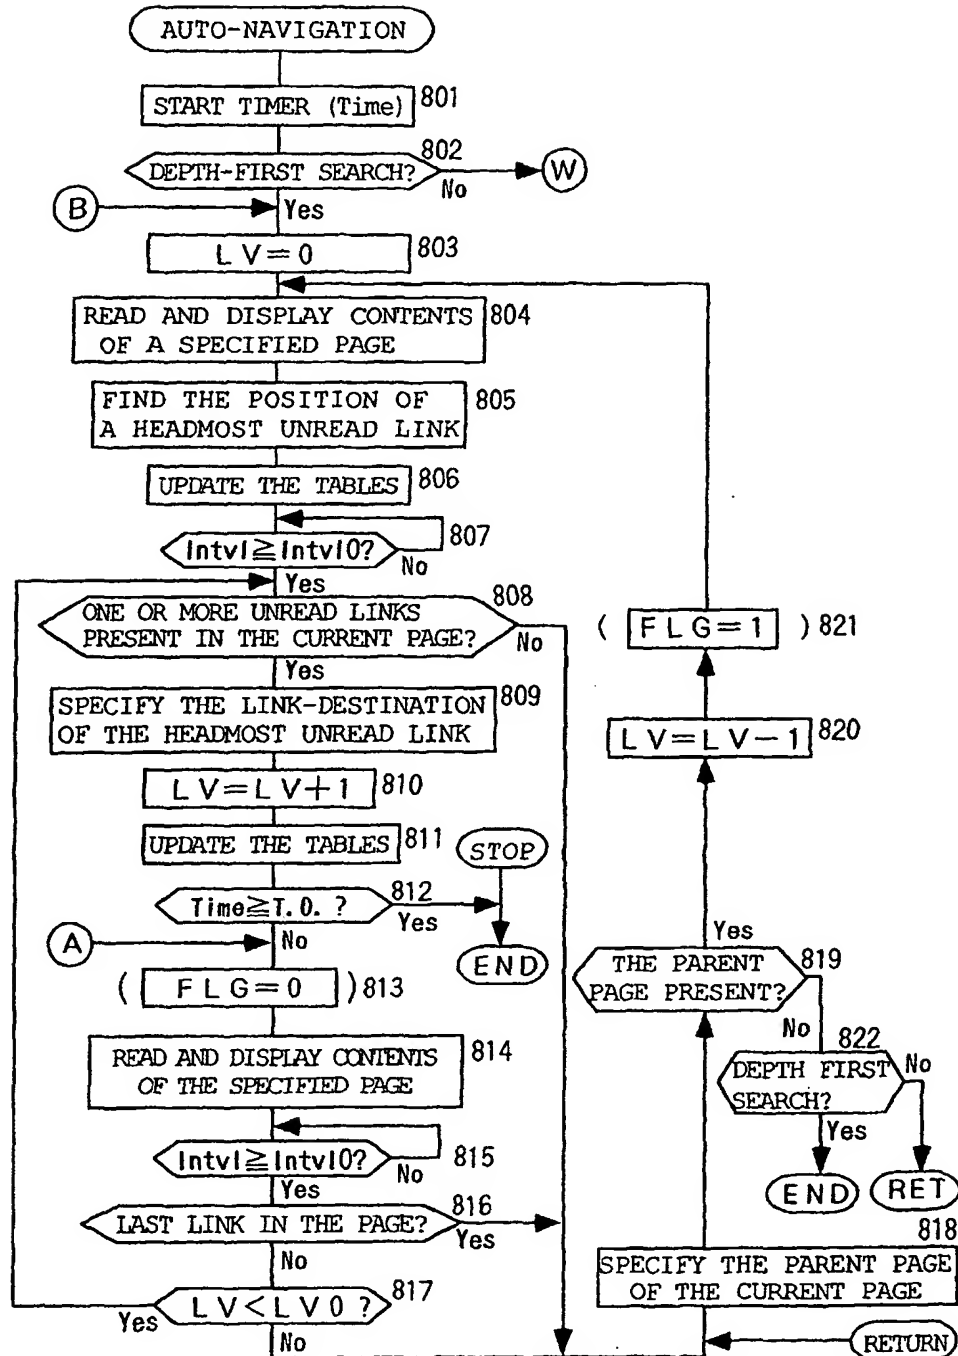 AUTO-NAVIGATION
START TIMER (Time) 801
802
DEPTH-FIRST SEARCH?
No
W
B
Yes
LV=0 803
READ AND DISPLAY CONTENTS 804
OF A SPECIFIED PAGE
FIND THE POSITION OF 805
A HEADMOST UNREAD LINK
UPDATE THE TABLES 806
Intvl≧Intvl0? 807
No
Yes
ONE OR MORE UNREAD LINKS 808
PRESENT IN THE CURRENT PAGE?
No
Yes
SPECIFY THE LINK-DESTINATION 809
OF THE HEADMOST UNREAD LINK
LV=LV+1 810
UPDATE THE TABLES 811
STOP
Time≧T.O.? 812
Yes
END
A
No
(FLG=0) 813
READ AND DISPLAY CONTENTS 814
OF THE SPECIFIED PAGE
Intvl≧Intvl0? 815
No
Yes
LAST LINK IN THE PAGE? 816
Yes
No
LV<LV0? 817
Yes
No
(FLG=1) 821
LV=LV-1 820
Yes
THE PARENT 819
PAGE PRESENT?
No
822
DEPTH FIRST
SEARCH?
No
Yes
END
RET
818
SPECIFY THE PARENT PAGE
OF THE CURRENT PAGE
RETURN